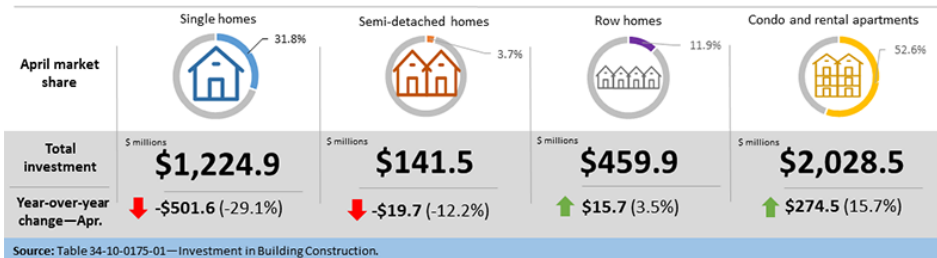 Single homes
Semi-detached homes
Row homes
Condo and rental apartments
April market
share
31.8%
3.7%
11.9%
52.6%
Total
investment
$ millions
$1,224.9
$ millions
$141.5
$ millions
$459.9
$ millions
$2,028.5
Year-over-year
change—Apr.
-$501.6 (-29.1%)
-$19.7 (-12.2%)
$15.7 (3.5%)
$274.5 (15.7%)
Source: Table 34-10-0175-01—Investment in Building Construction.